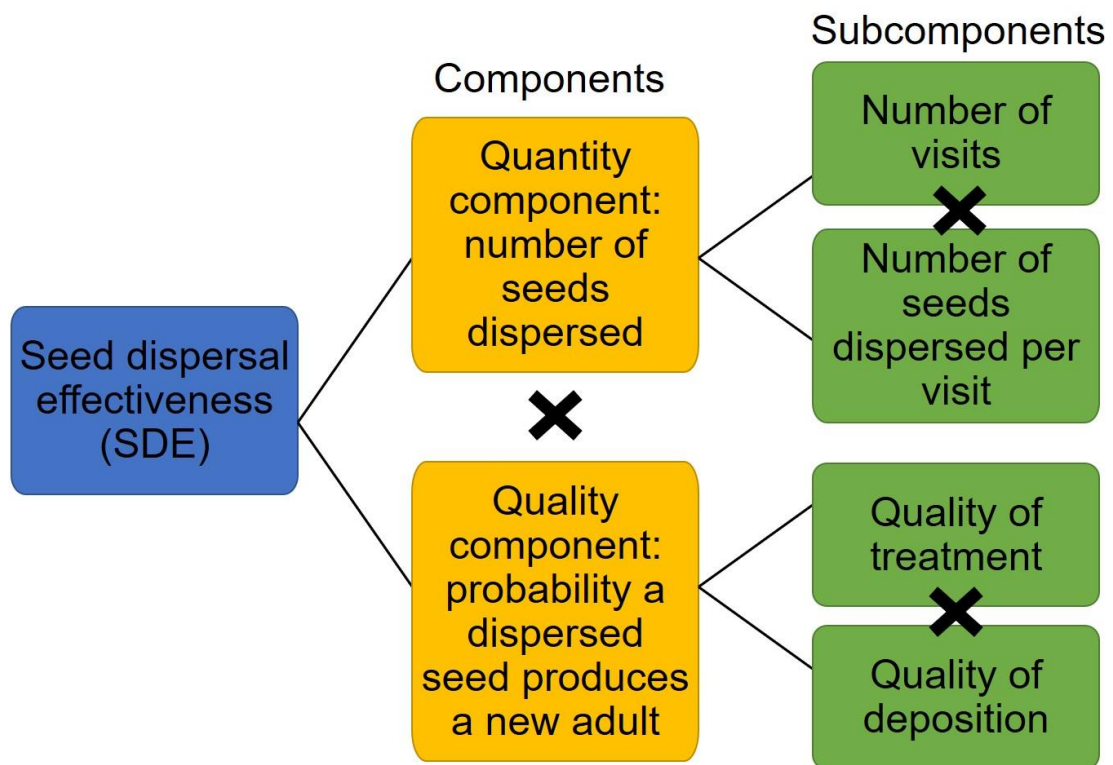 Subcomponents
Components
Seed dispersal
effectiveness
(SDE)
Quantity
component:
number of
seeds
dispersed
Quality
component:
probability a
dispersed
seed produces
a new adult
Number of
visits
Number of
seeds
dispersed per
visit
Quality of
treatment
Quality of
deposition